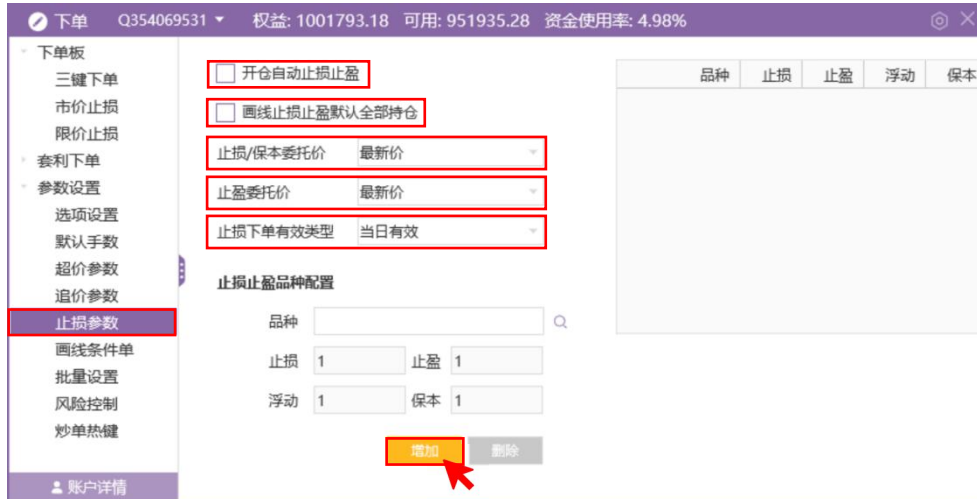 下单 Q354069531 权益: 1001793.18 可用: 951935.28 资金使用率: 4.98%
下单板
三键下单
市价止损
限价止损
套利下单
参数设置
选项设置
默认手数
超价参数
追价参数
止损参数
画线条件单
批量设置
风险控制
炒单热键
账户详情
开仓自动止损止盈
画线止损止盈默认全部持仓
止损/保本委托价 最新价
止盈委托价 最新价
止损下单有效类型 当日有效
止损止盈品种配置
品种
止损 1 止盈 1
浮动 1 保本 1
增加 删除
品种 止损 止盈 浮动 保本